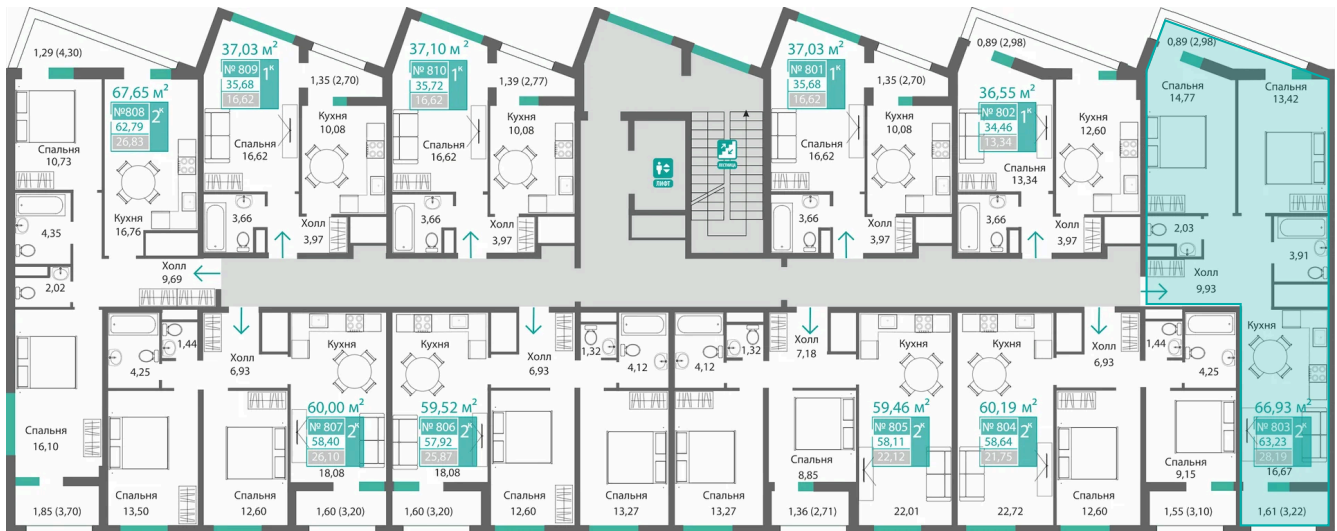 1,29 (4,30)
67,65 м²
№808
62,79
26,83
2к
Спальня
10,73
Кухня
16,76
4,35
2,02
Холл
9,69
Спальня
16,10
1,85 (3,70)
37,03 м²
№ 809
35,68
16,62
1к
1,35 (2,70)
Кухня
10,08
Спальня
16,62
3,66
Холл
3,97
37,10 м²
№ 810
35,72
16,62
1к
1,39 (2,77)
Кухня
10,08
Спальня
16,62
3,66
Холл
3,97
ЛИФТ
ЛЕСТНИЦА
37,03 м²
№ 801
35,68
16,62
1к
1,35 (2,70)
Кухня
10,08
Спальня
16,62
3,66
Холл
3,97
0,89 (2,98)
36,55 м²
№ 802
34,46
13,34
1к
Кухня
12,60
Спальня
13,34
3,66
Холл
3,97
0,89 (2,98)
Спальня
14,77
Спальня
13,42
2,03
3,91
Холл
9,93
Кухня
66,93 м²
№ 803
63,23
28,19
2к
16,67
1,61 (3,22)
1,44
4,25
Холл
6,93
Кухня
60,00 м²
№ 807
58,40
26,10
2к
18,08
Спальня
13,50
Спальня
12,60
1,60 (3,20)
Кухня
Холл
6,93
1,32
4,12
59,52 м²
№ 806
57,92
25,87
2к
18,08
1,60 (3,20)
Спальня
12,60
Спальня
13,27
4,12
1,32
Холл
7,18
Кухня
59,46 м²
№ 805
58,11
22,12
2к
Спальня
13,27
Спальня
8,85
1,36 (2,71)
22,01
Кухня
Холл
6,93
1,44
4,25
60,19 м²
№ 804
58,64
21,75
2к
22,72
Спальня
12,60
Спальня
9,15
1,55 (3,10)